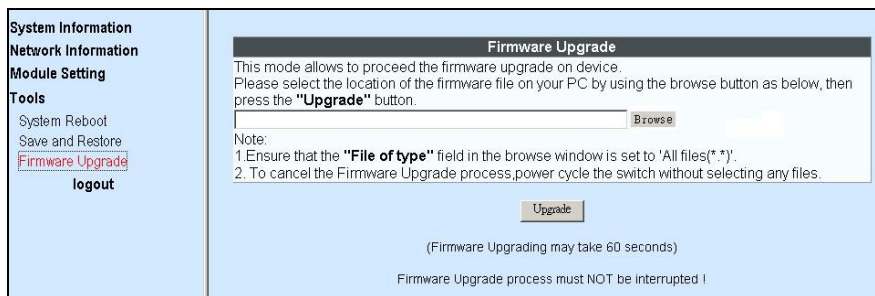 System Information
Network Information
Module Setting
Tools
System Reboot
Save and Restore
Firmware Upgrade
logout
Firmware Upgrade
This mode allows to proceed the firmware upgrade on device.
Please select the location of the firmware file on your PC by using the browse button as below, then
press the "Upgrade" button.
Browse
Note:
1.Ensure that the "File of type" field in the browse window is set to 'All files(*.*)'.
2. To cancel the Firmware Upgrade process,power cycle the switch without selecting any files.
Upgrade
(Firmware Upgrading may take 60 seconds)
Firmware Upgrade process must NOT be interrupted !